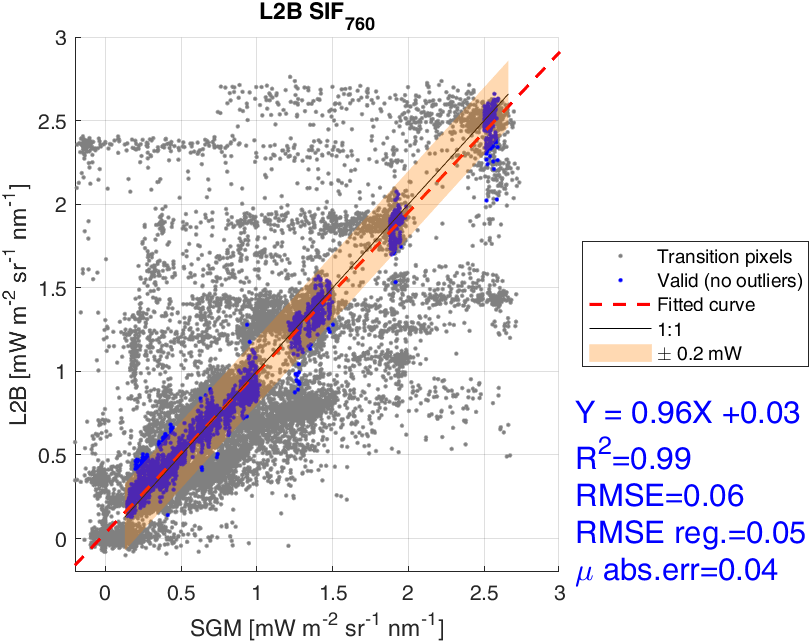 L2B SIF760
3
2.5
2
1.5
1
0.5
0
L2B [mW m-2 sr-1 nm-1]
0 0.5 1 1.5 2 2.5 3
SGM [mW m-2 sr-1 nm-1]
Transition pixels
Valid (no outliers)
Fitted curve
1:1
± 0.2 mW
Y = 0.96X +0.03
R2=0.99
RMSE=0.06
RMSE reg.=0.05
μ abs.err=0.04